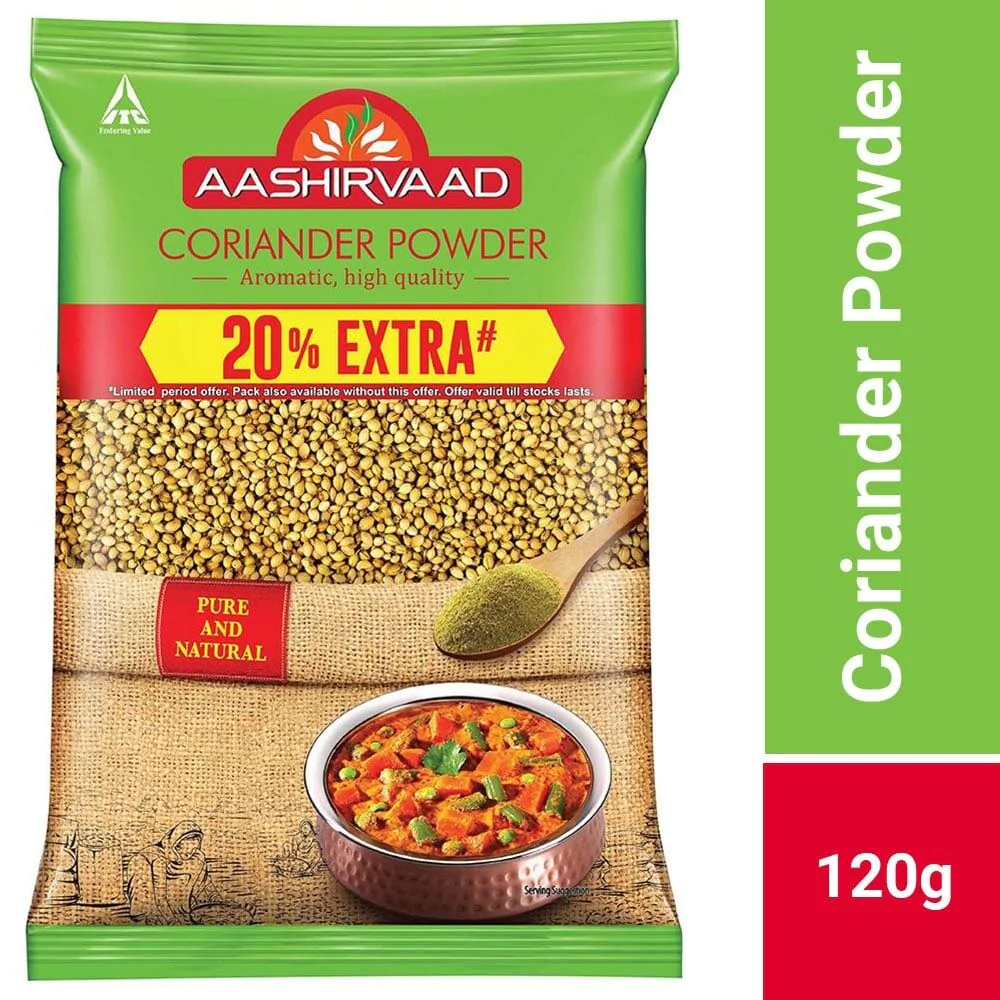 ITC
Enduring Value
AASHIRVAAD
CORIANDER POWDER
Aromatic, high quality
20% EXTRA#
#Limited period offer. Pack also available without this offer. Offer valid till stocks lasts.
PURE
AND
NATURAL
Serving Suggestion
Coriander Powder
120g